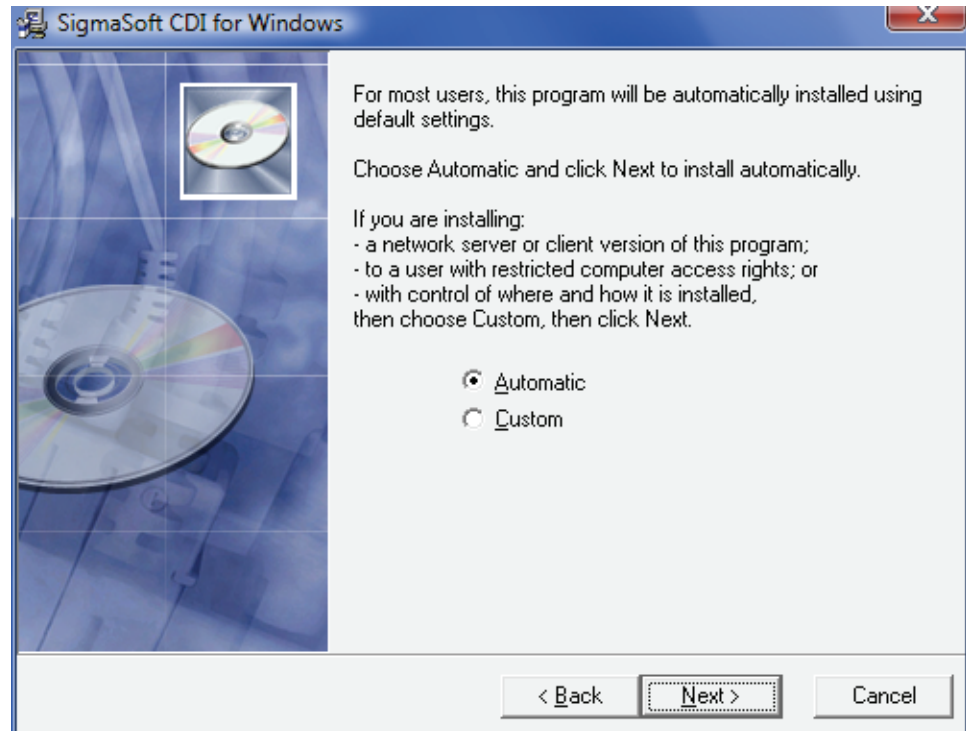 SigmaSoft CDI for Windows
For most users, this program will be automatically installed using
default settings.
Choose Automatic and click Next to install automatically.
If you are installing:
- a network server or client version of this program;
- to a user with restricted computer access rights; or
- with control of where and how it is installed,
then choose Custom, then click Next.
Automatic
Custom
< Back
Next >
Cancel